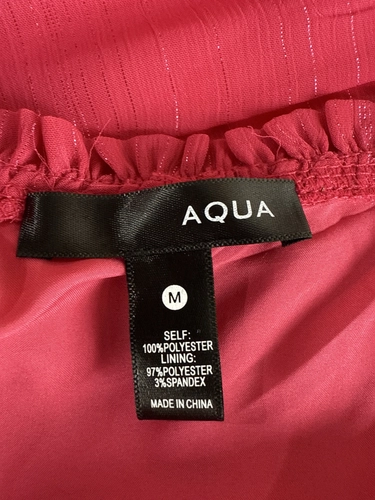 AQUA
M
SELF:
100%POLYESTER
LINING:
97%POLYESTER
3%SPANDEX
MADE IN CHINA